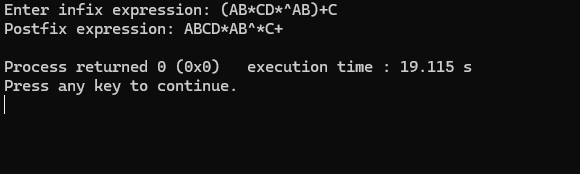 Enter infix expression: (AB*CD*^AB)+C
Postfix expression: ABCD*AB^*C+
Process returned 0 (0x0)   execution time : 19.115 s
Press any key to continue.